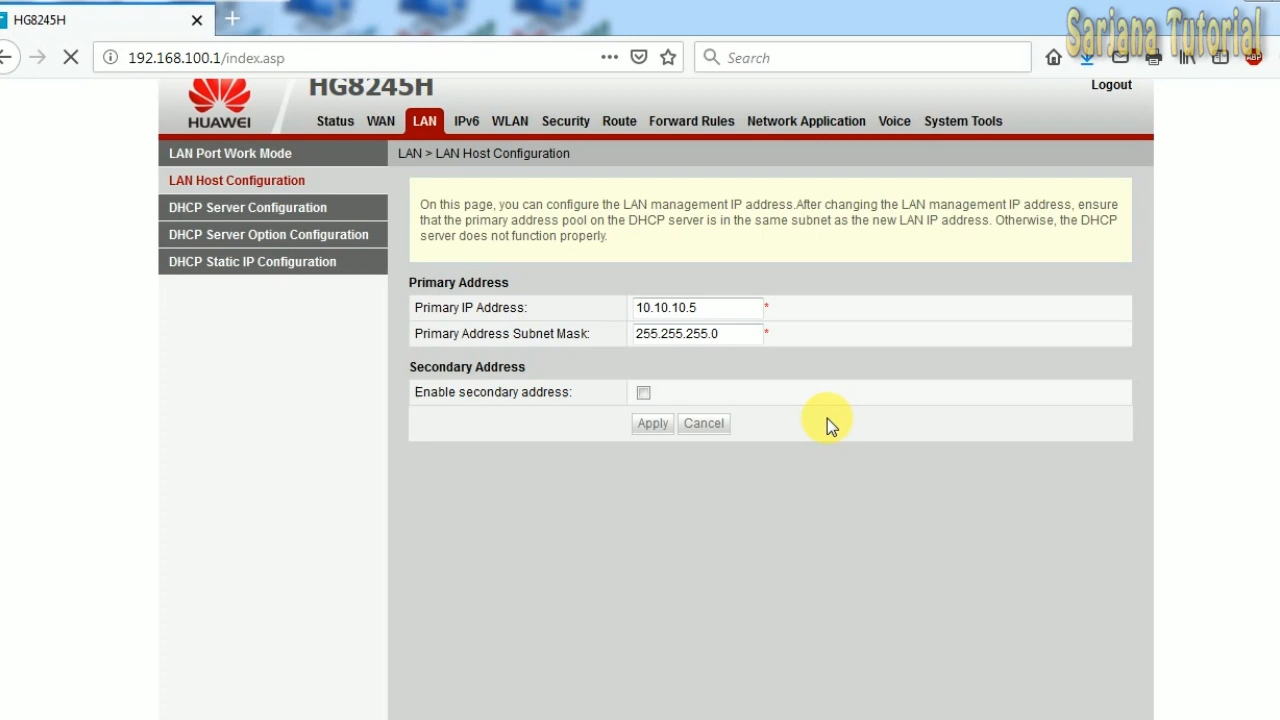 HG8245H
Sarjana Tutorial
192.168.100.1/index.asp
Search
ABP
HUAWEI
HG8245H
Logout
Status WAN LAN IPv6 WLAN Security Route Forward Rules Network Application Voice System Tools
LAN Port Work Mode
LAN Host Configuration
DHCP Server Configuration
DHCP Server Option Configuration
DHCP Static IP Configuration
LAN > LAN Host Configuration
On this page, you can configure the LAN management IP address.After changing the LAN management IP address, ensure
that the primary address pool on the DHCP server is in the same subnet as the new LAN IP address. Otherwise, the DHCP
server does not function properly.
Primary Address
Primary IP Address: 10.10.10.5 *
Primary Address Subnet Mask: 255.255.255.0 *
Secondary Address
Enable secondary address:
Apply Cancel